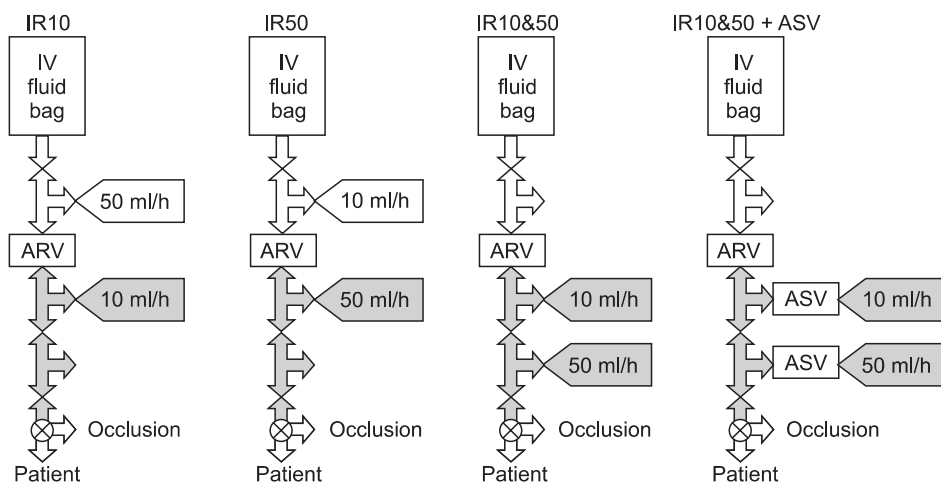 IR10
IV
fluid
bag
50 ml/h
ARV
10 ml/h
Occlusion
Patient
IR50
IV
fluid
bag
10 ml/h
ARV
50 ml/h
Occlusion
Patient
IR10&50
IV
fluid
bag
ARV
10 ml/h
50 ml/h
Occlusion
Patient
IR10&50 + ASV
IV
fluid
bag
ARV
ASV
10 ml/h
ASV
50 ml/h
Occlusion
Patient